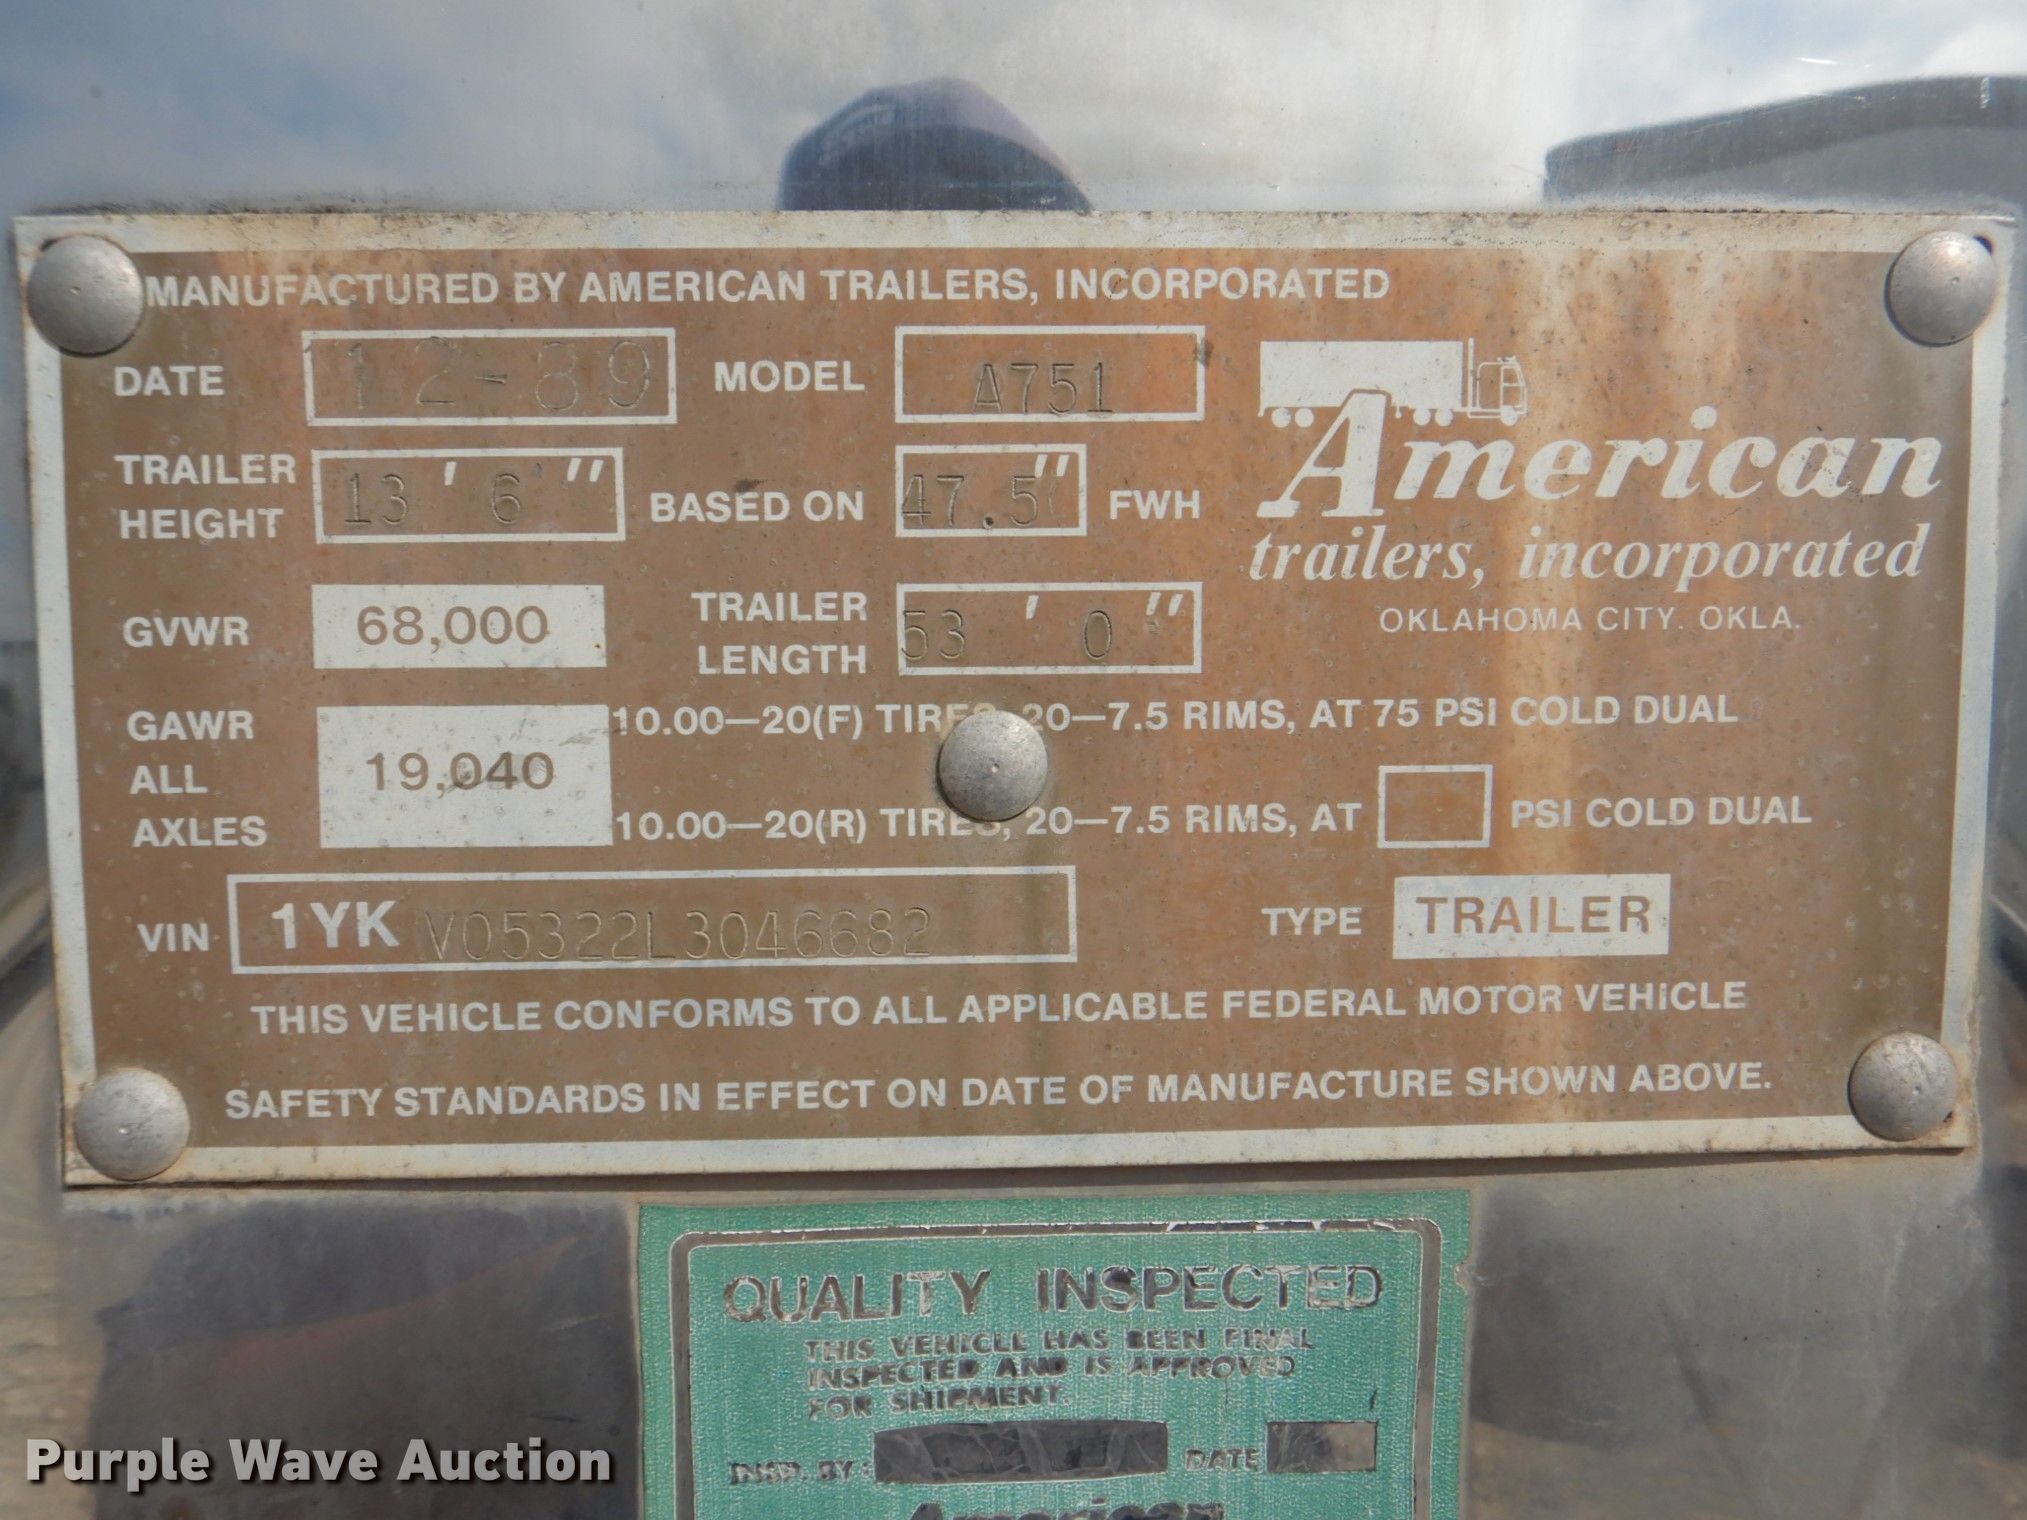 MANUFACTURED BY AMERICAN TRAILERS, INCORPORATED
DATE 12-89 MODEL A751
TRAILER HEIGHT 13 ' 6 " BASED ON 47.5" FWH
American
trailers, incorporated
OKLAHOMA CITY. OKLA.
GVWR 68,000 TRAILER LENGTH 53 ' 0 "
GAWR ALL AXLES 19,040
10.00—20(F) TIRES, 20—7.5 RIMS, AT 75 PSI COLD DUAL
10.00—20(R) TIRES, 20—7.5 RIMS, AT PSI COLD DUAL
VIN 1YK V05322L3046682 TYPE TRAILER
THIS VEHICLE CONFORMS TO ALL APPLICABLE FEDERAL MOTOR VEHICLE
SAFETY STANDARDS IN EFFECT ON DATE OF MANUFACTURE SHOWN ABOVE.
QUALITY INSPECTED
THIS VEHICLE HAS BEEN FINAL
INSPECTED AND IS APPROVED
FOR SHIPMENT.
INSP. BY: DATE
American
Purple Wave Auction